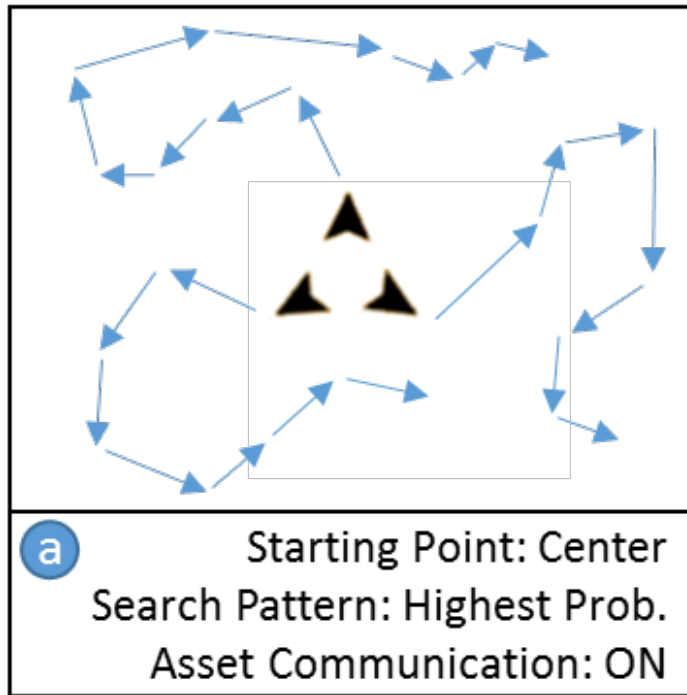 a
Starting Point: Center
Search Pattern: Highest Prob.
Asset Communication: ON